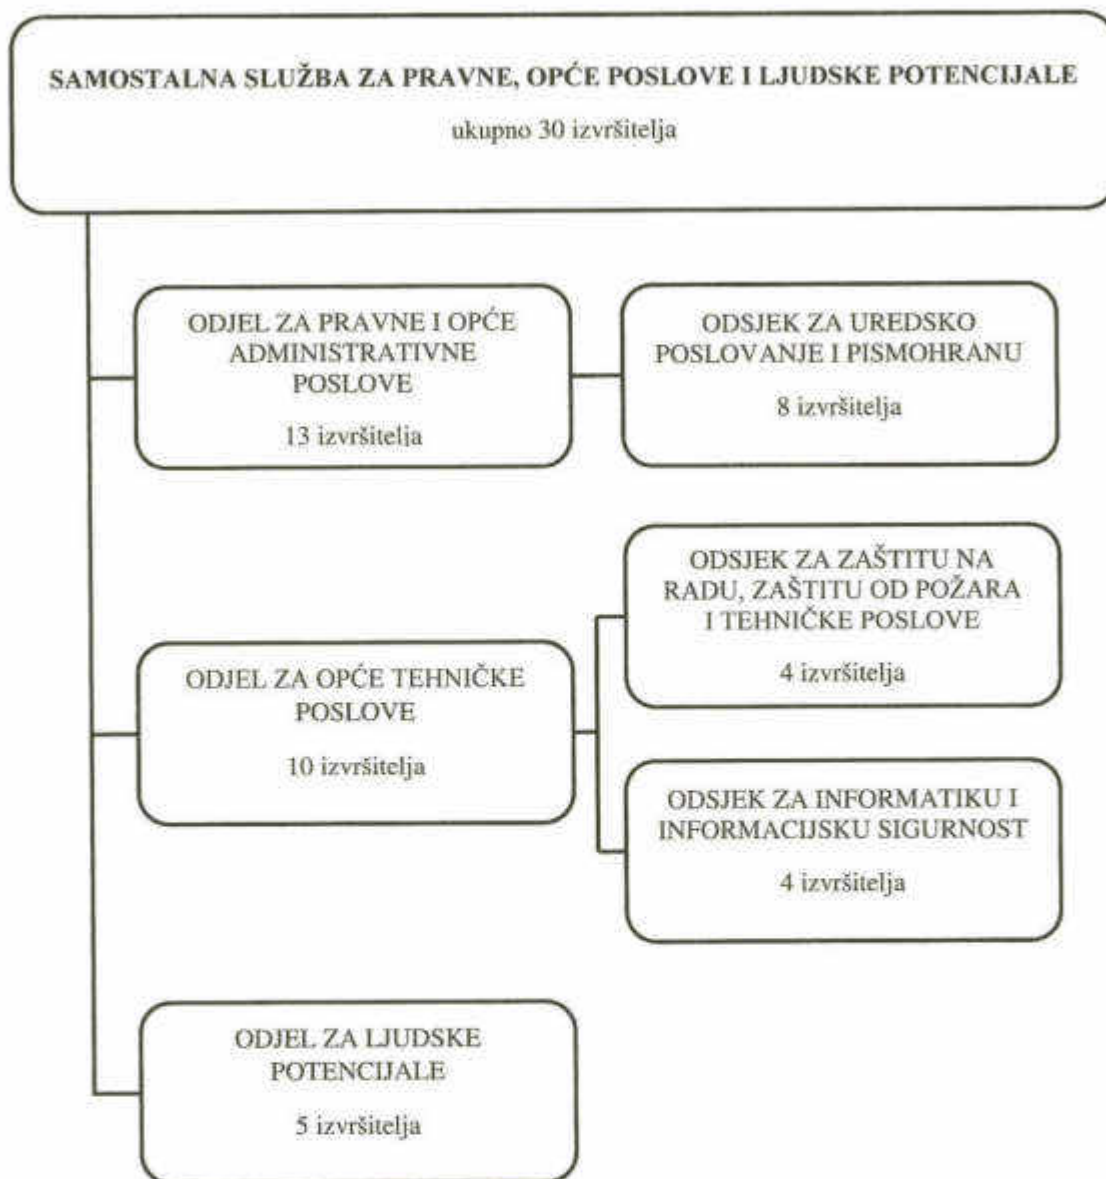 SAMOSTALNA SLUŽBA ZA PRAVNE, OPĆE POSLOVE I LJUDSKE POTENCIJALE
ukupno 30 izvršitelja
ODJEL ZA PRAVNE I OPĆE
ADMINISTRATIVNE
POSLOVE
13 izvršitelja
ODSJEK ZA UREDSKO
POSLOVANJE I PISMOHRANU
8 izvršitelja
ODSJEK ZA ZAŠTITU NA
RADU, ZAŠTITU OD POŽARA
I TEHNIČKE POSLOVE
4 izvršitelja
ODJEL ZA OPĆE TEHNIČKE
POSLOVE
10 izvršitelja
ODSJEK ZA INFORMATIKU I
INFORMACIJSKU SIGURNOST
4 izvršitelja
ODJEL ZA LJUDSKE
POTENCIJALE
5 izvršitelja